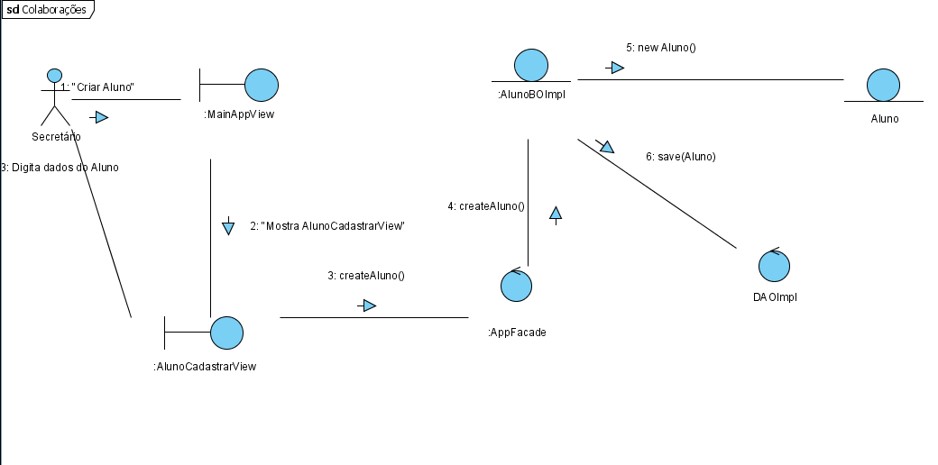 sd Colaborações
5: new Aluno()
1: "Criar Aluno"
:MainAppView
:AlunoBOImpl
Aluno
Secretário
3: Digita dados do Aluno
6: save(Aluno)
4: createAluno()
2: "Mostra AlunoCadastrarView"
3: createAluno()
DAOImpl
:AppFacade
:AlunoCadastrarView